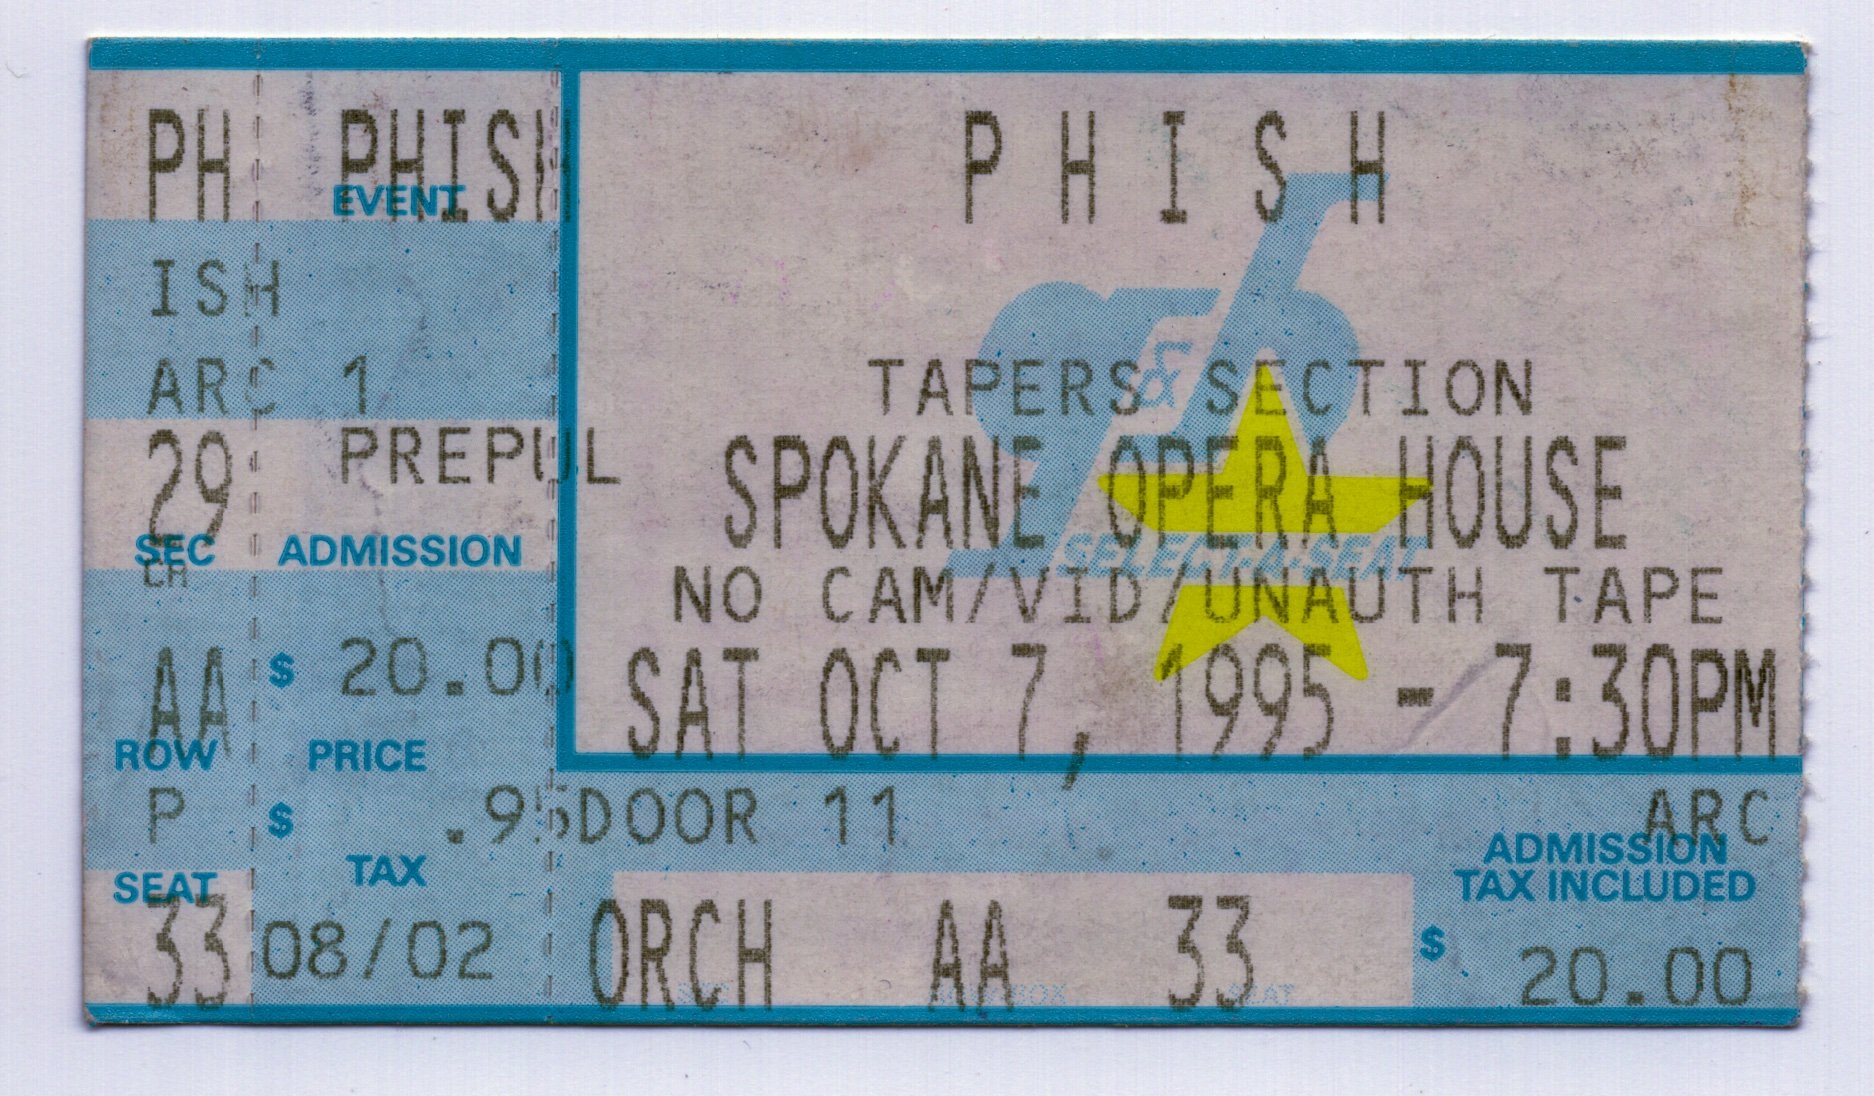 PH
ISH
ARC 1
29
SEC
CA
AA
ROW
P
SEAT
33
PHISH
EVENT
PREPUL
ADMISSION
$ 20.00
PRICE
$ .95
TAX
08/02
PHISH
TAPERS SECTION
SPOKANE OPERA HOUSE
SELECT-A-SEAT
NO CAM/VID/UNAUTH TAPE
SAT OCT 7, 1995 - 7:30PM
DOOR 11 ARC
ADMISSION
TAX INCLUDED
ORCH AA 33
$ 20.00